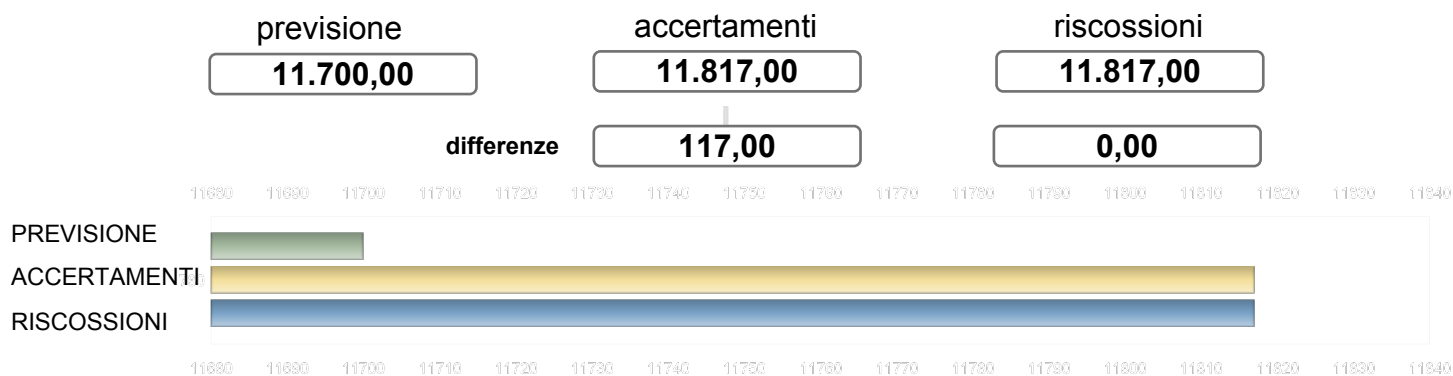 previsione accertamenti riscossioni
11.700,00 11.817,00 11.817,00
differenze 117,00 0,00
11680 11690 11700 11710 11720 11730 11740 11750 11760 11770 11780 11790 11800 11810 11820 11830 11840
PREVISIONE
ACCERTAMENTI
RISCOSSIONI
11680 11690 11700 11710 11720 11730 11740 11750 11760 11770 11780 11790 11800 11810 11820 11830 11840